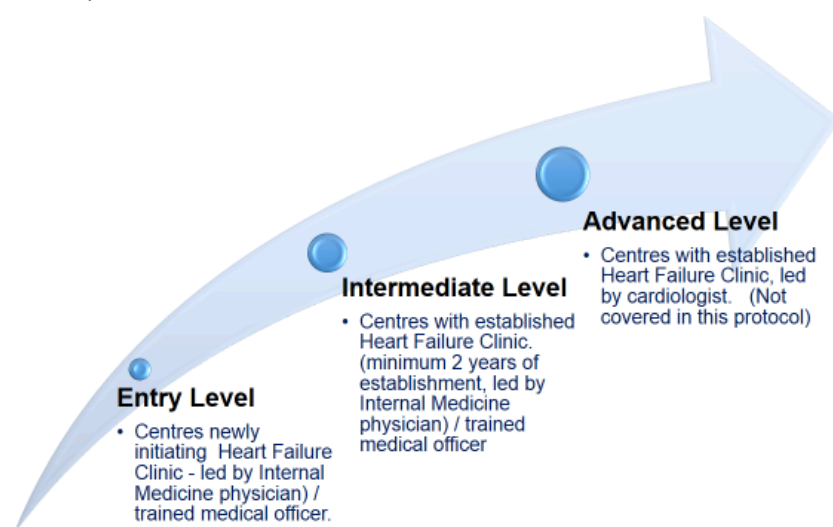 Entry Level
• Centres newly
initiating  Heart Failure
Clinic - led by Internal
Medicine physician) /
trained medical officer.
Intermediate Level
• Centres with established
Heart Failure Clinic.
(minimum 2 years of
establishment, led by
Internal Medicine
physician) / trained
medical officer
Advanced Level
• Centres with established
Heart Failure Clinic, led
by cardiologist.   (Not
covered in this protocol)